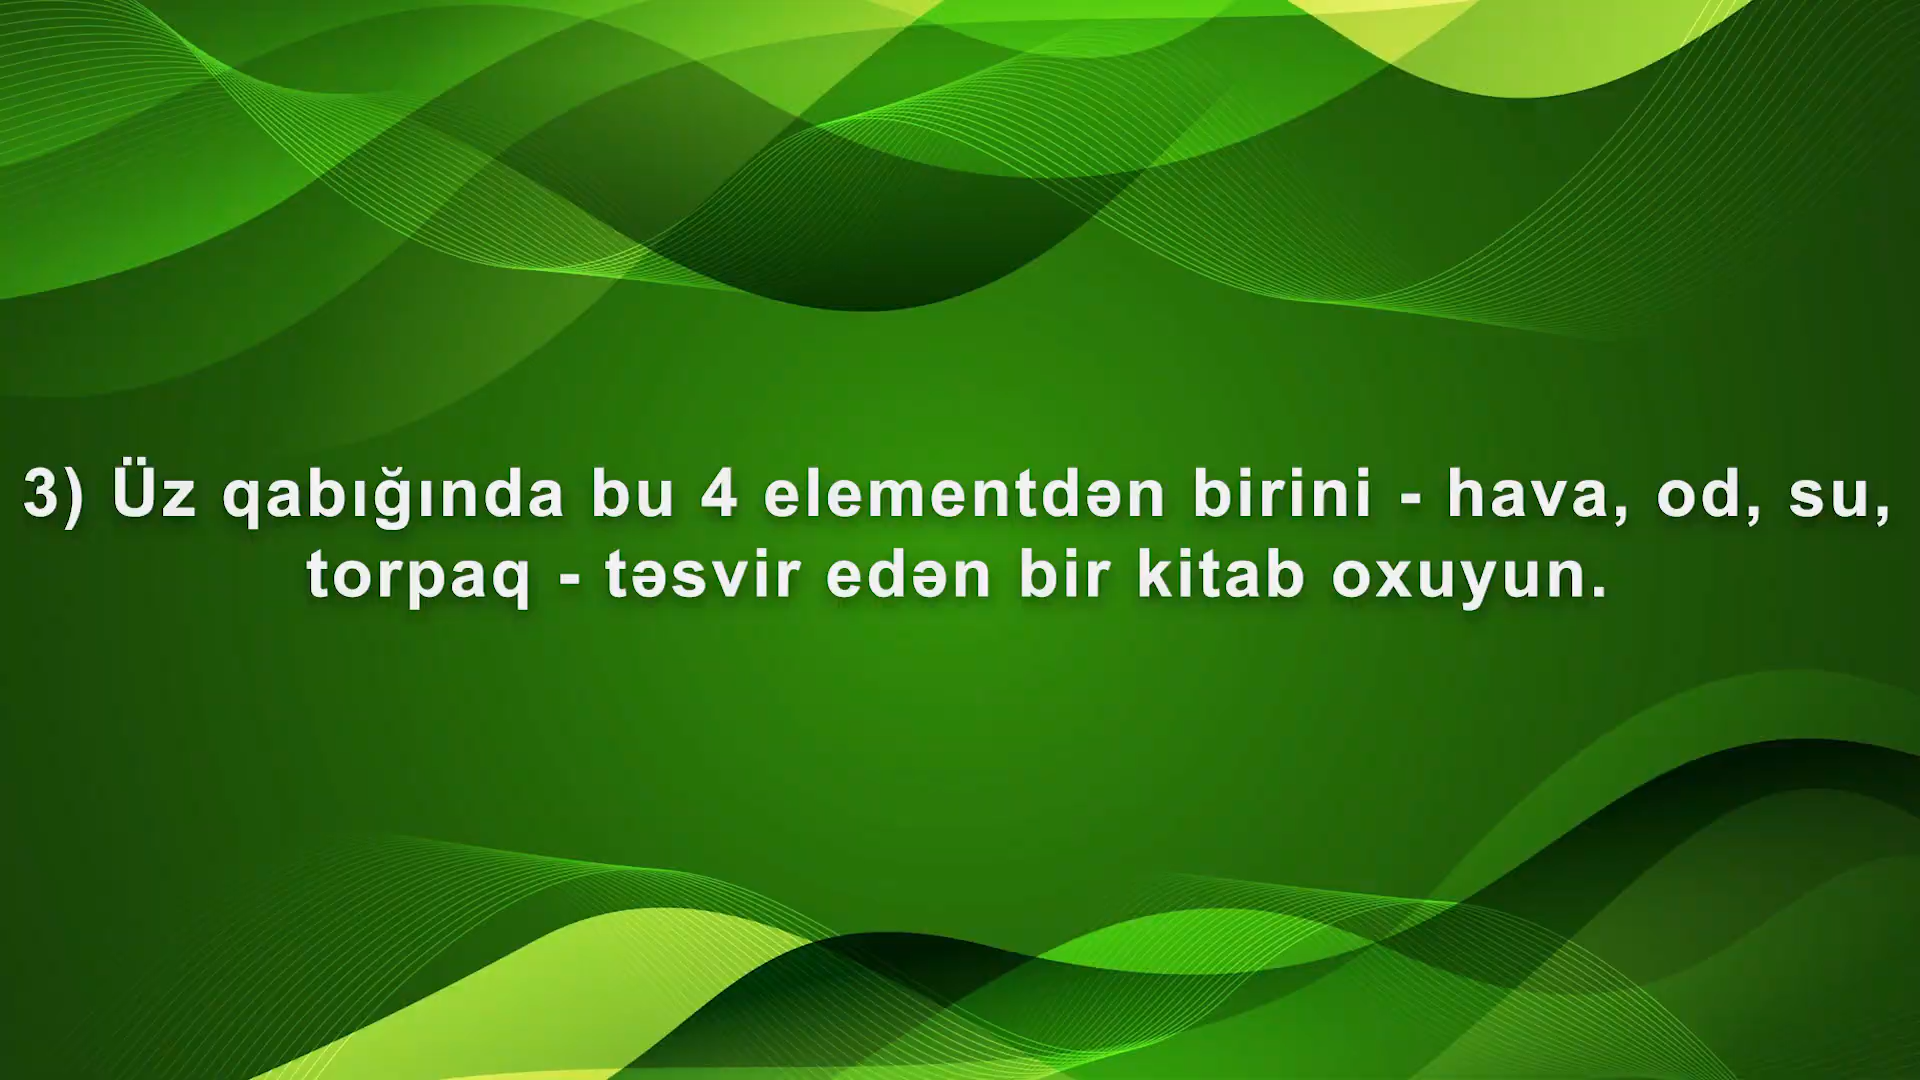 3) Üz qabığında bu 4 elementdən birini - hava, od, su,
torpaq - təsvir edən bir kitab oxuyun.